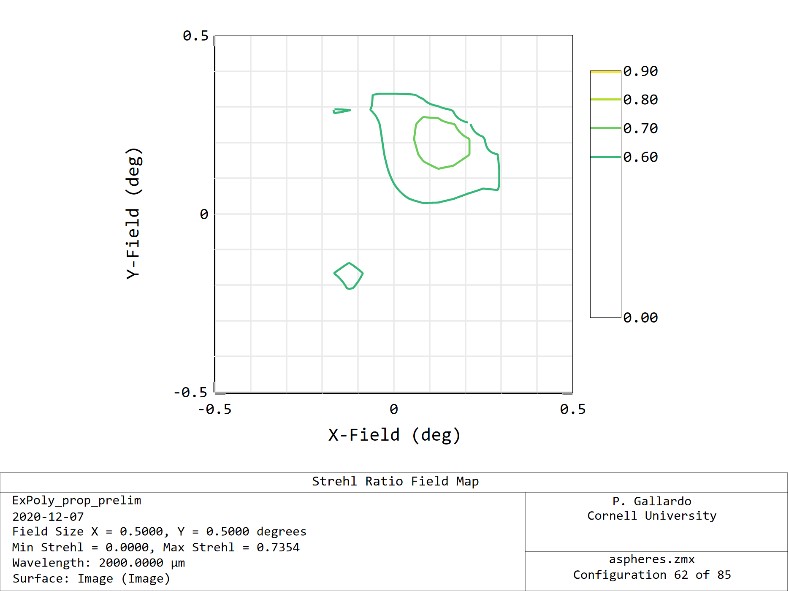 0.5
0
-0.5
Y-Field (deg)
-0.5 0 0.5
X-Field (deg)
0.90
0.80
0.70
0.60
0.00
Strehl Ratio Field Map
ExPoly_prop_prelim
2020-12-07
Field Size X = 0.5000, Y = 0.5000 degrees
Min Strehl = 0.0000, Max Strehl = 0.7354
Wavelength: 2000.0000 µm
Surface: Image (Image)
P. Gallardo
Cornell University
aspheres.zmx
Configuration 62 of 85